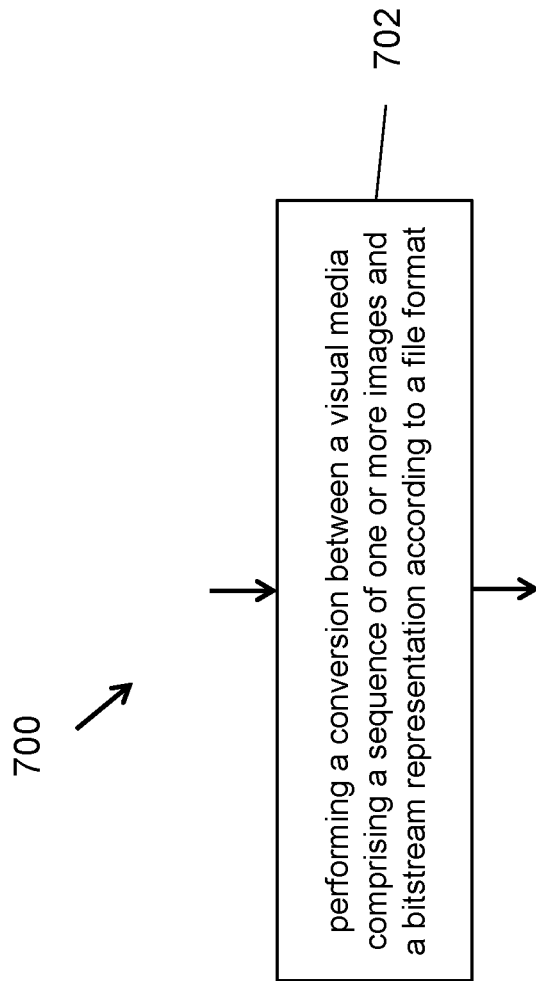 700
performing a conversion between a visual media
comprising a sequence of one or more images and
a bitstream representation according to a file format
702